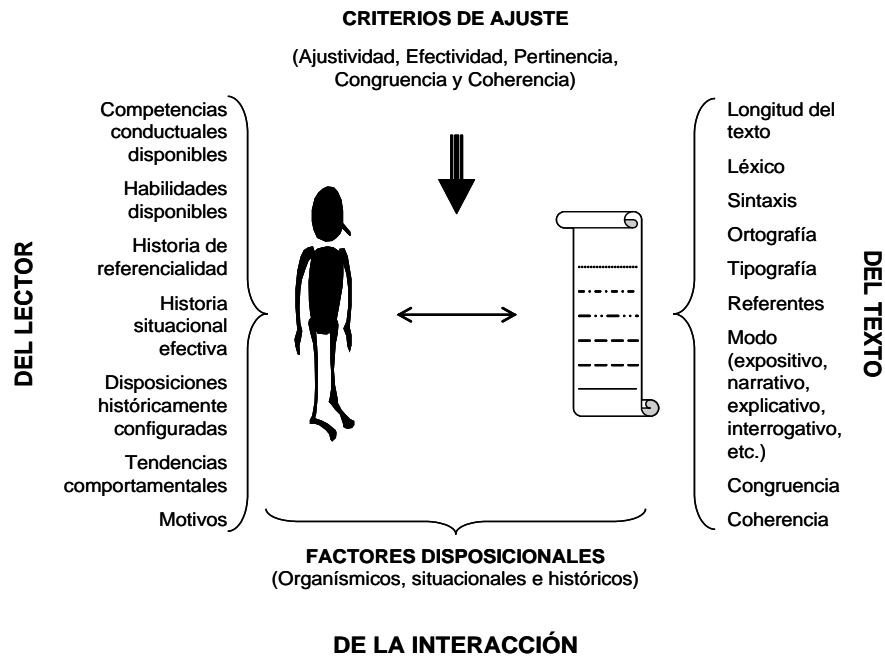 CRITERIOS DE AJUSTE
(Ajustividad, Efectividad, Pertinencia,
Congruencia y Coherencia)
DEL LECTOR
Competencias
conductuales
disponibles
Habilidades
disponibles
Historia de
referencialidad
Historia
situacional
efectiva
Disposiciones
históricamente
configuradas
Tendencias
comportamentales
Motivos
Longitud del
texto
Léxico
Sintaxis
Ortografía
Tipografía
Referentes
Modo
(expositivo,
narrativo,
explicativo,
interrogativo,
etc.)
Congruencia
Coherencia
DEL TEXTO
FACTORES DISPOSICIONALES
(Organísmicos, situacionales e históricos)
DE LA INTERACCIÓN